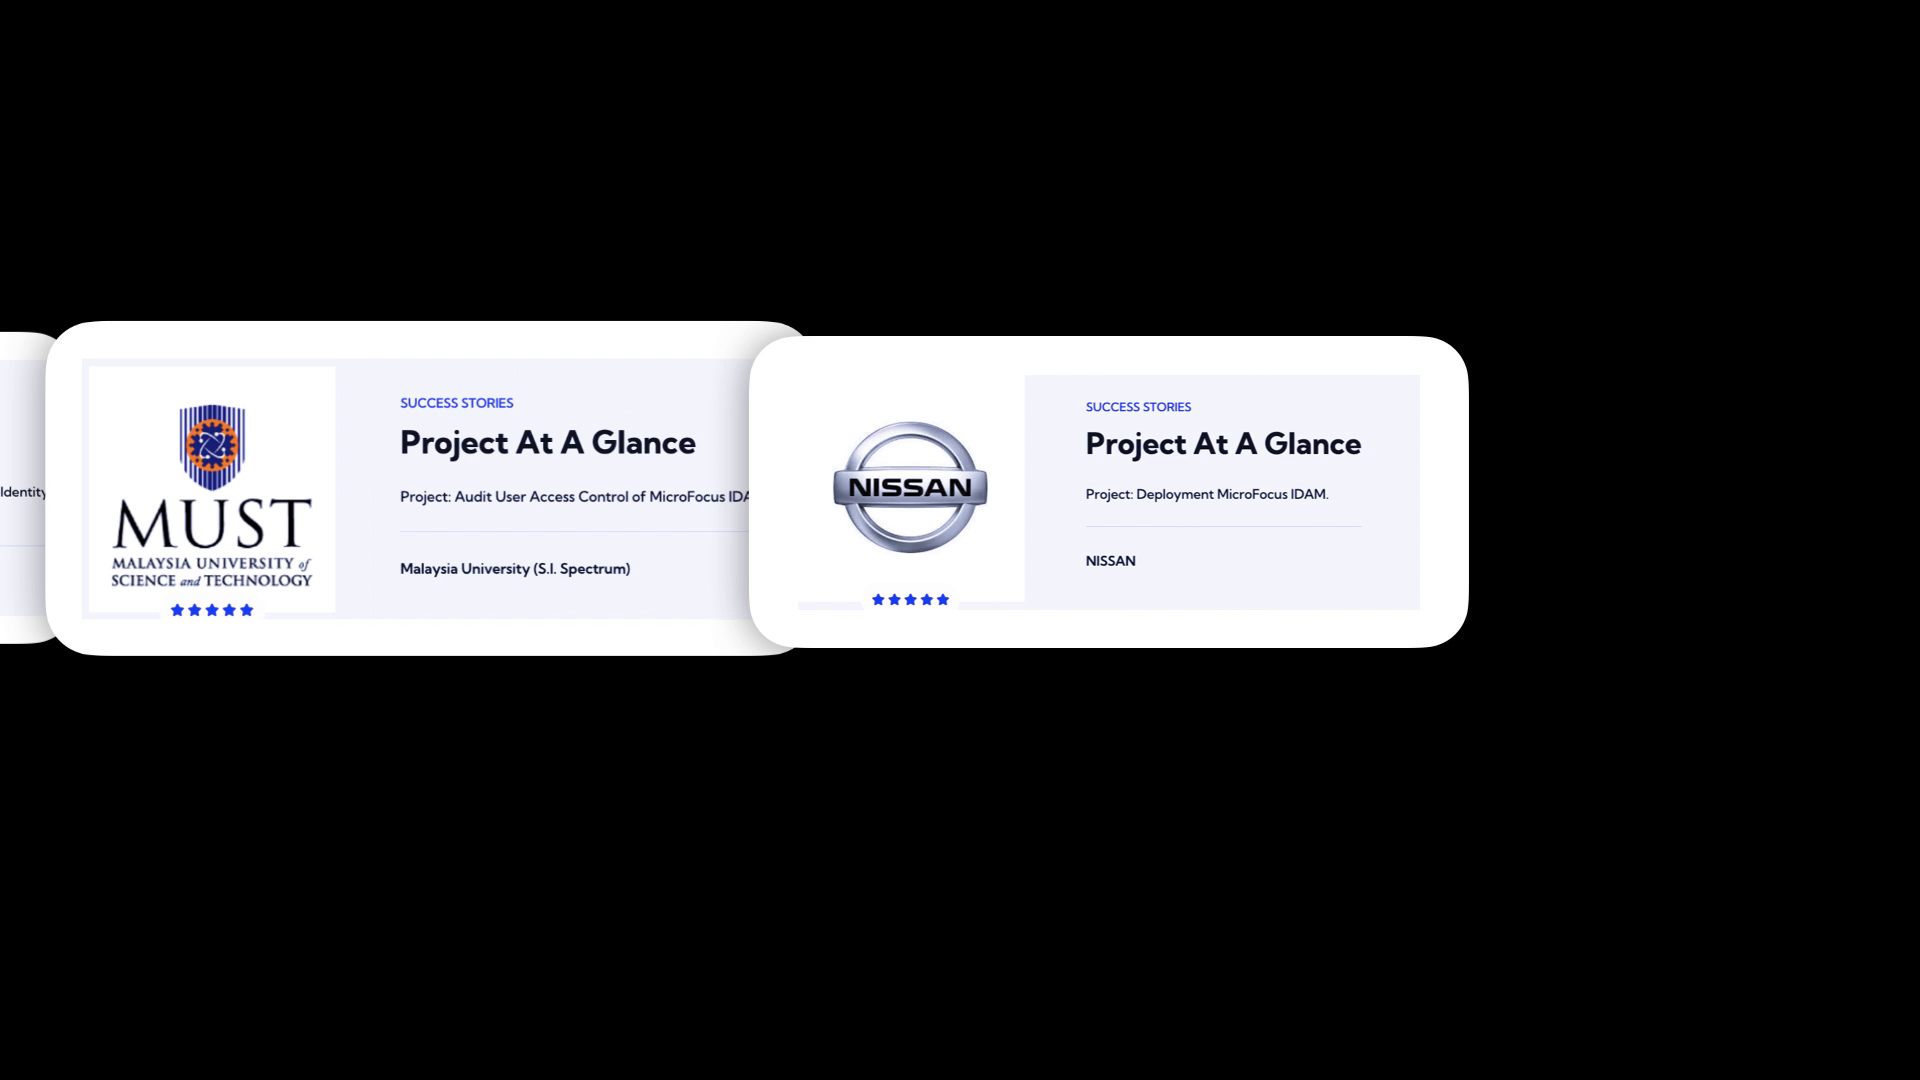 Identity
SUCCESS STORIES
Project At A Glance
Project: Audit User Access Control of MicroFocus
Malaysia University (S.I. Spectrum)
MUST
MALAYSIA UNIVERSITY of
SCIENCE and TECHNOLOGY
SUCCESS STORIES
Project At A Glance
Project: Deployment MicroFocus IDAM.
NISSAN
NISSAN